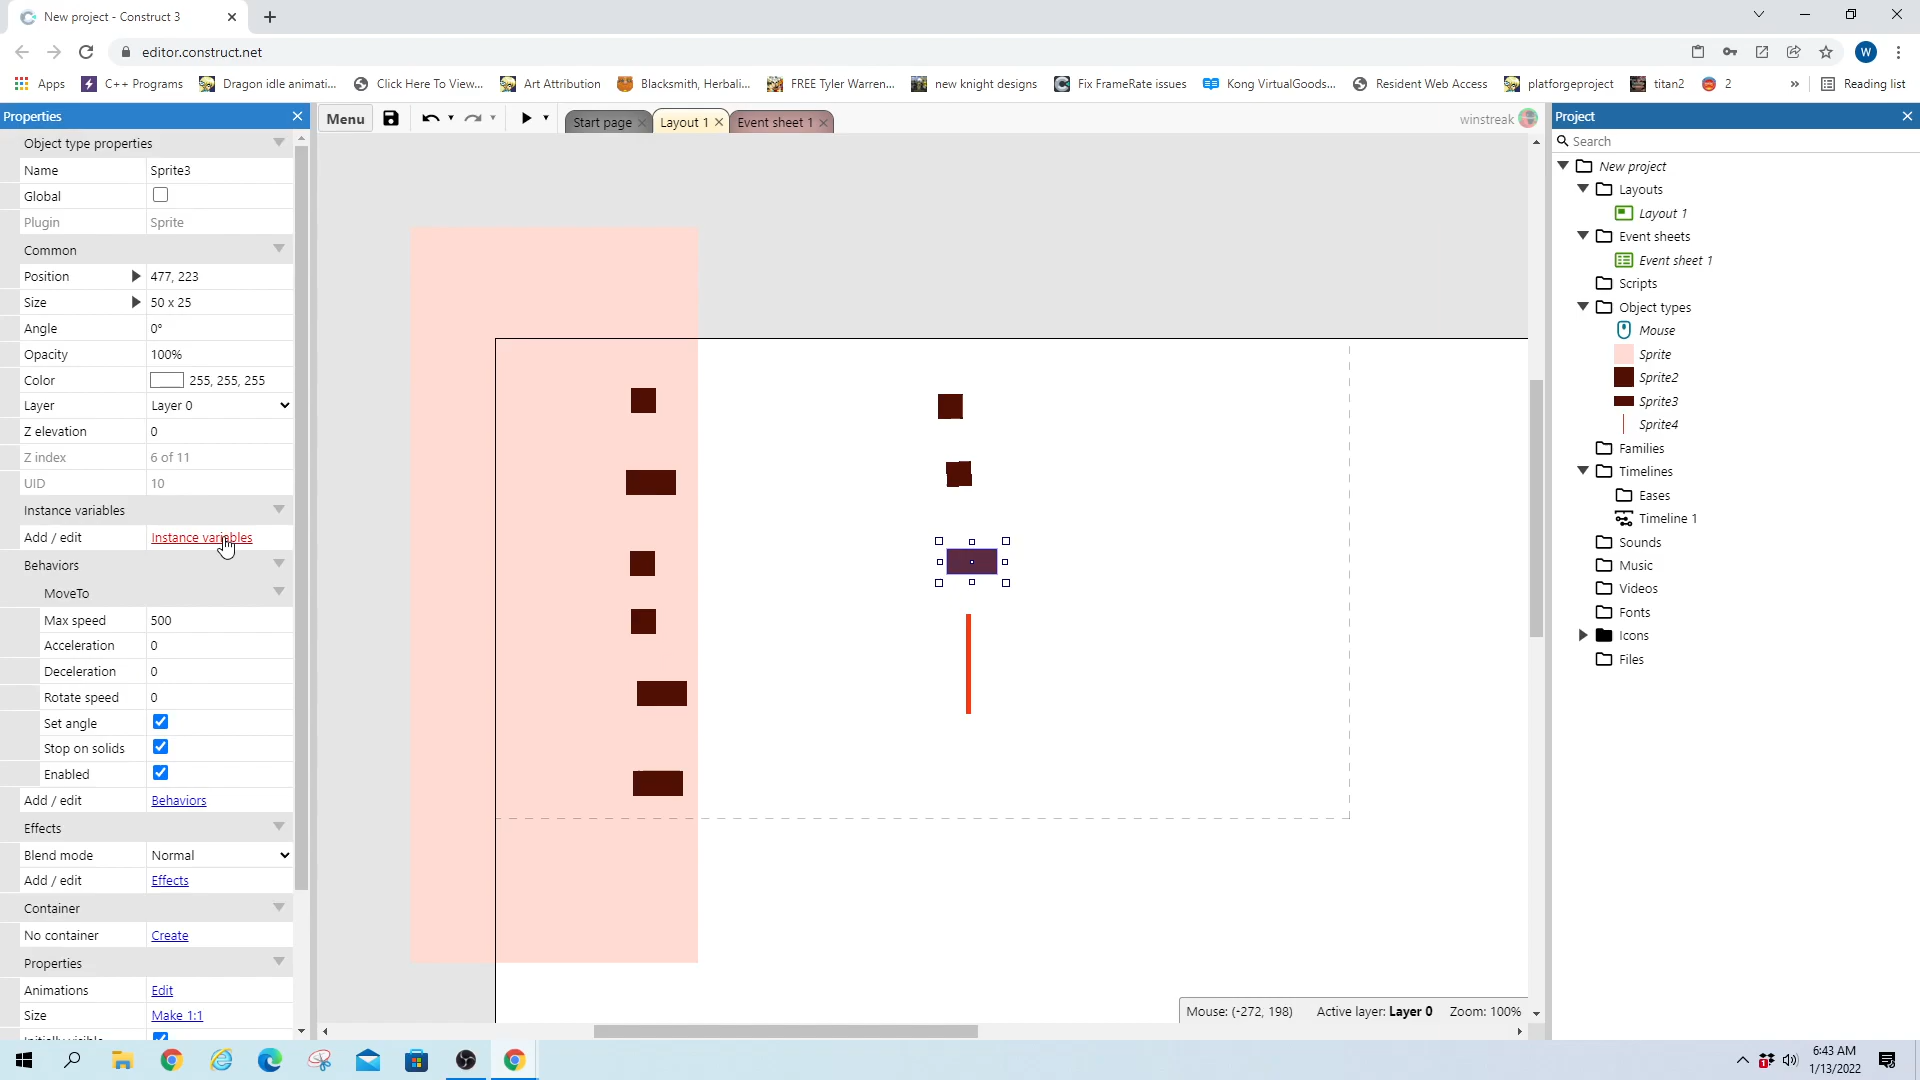 New project - Construct 3
editor.construct.net
W
Apps
C++ Programs
Dragon idle animati...
Click Here To View...
Art Attribution
Blacksmith, Herbali...
FREE Tyler Warren...
new knight designs
Fix FrameRate issues
Kong VirtualGoods...
Resident Web Access
platforgeproject
titan2
2
»
Reading list
Properties
Menu
Start page
Layout 1
Event sheet 1
winstreak
Project
Object type properties
Name Sprite3
Global
Plugin Sprite
Common
Position 477, 223
Size 50 x 25
Angle 0°
Opacity 100%
Color 255, 255, 255
Layer Layer 0
Z elevation 0
Z index 6 of 11
UID 10
Instance variables
Add / edit Instance variables
Behaviors
MoveTo
Max speed 500
Acceleration 0
Deceleration 0
Rotate speed 0
Set angle
Stop on solids
Enabled
Add / edit Behaviors
Effects
Blend mode Normal
Add / edit Effects
Container
No container Create
Properties
Animations Edit
Size Make 1:1
Initially visible
Mouse: (-272, 198) Active layer: Layer 0 Zoom: 100%
Search
New project
Layouts
Layout 1
Event sheets
Event sheet 1
Scripts
Object types
Mouse
Sprite
Sprite2
Sprite3
Sprite4
Families
Timelines
Eases
Timeline 1
Sounds
Music
Videos
Fonts
Icons
Files
6:43 AM
1/13/2022